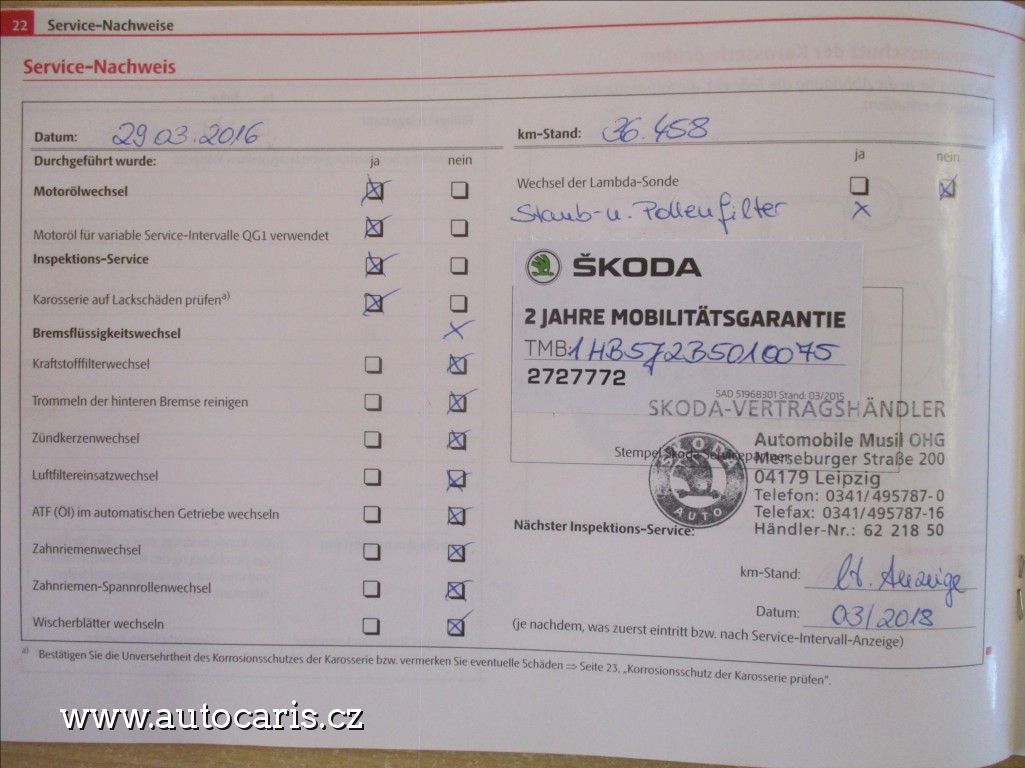 22 Service-Nachweise
Service-Nachweis
Datum: 29 03. 2016
km-Stand: 36.458
Durchgeführt wurde: ja nein
Motorölwechsel
Motoröl für variable Service-Intervalle QG1 verwendet
Inspektions-Service
Karosserie auf Lackschäden prüfen a)
Bremsflüssigkeitswechsel
Kraftstofffilterwechsel
Trommeln der hinteren Bremse reinigen
Zündkerzenwechsel
Luftfiltereinsatzwechsel
ATF (Öl) im automatischen Getriebe wechseln
Zahnriemenwechsel
Zahnriemen-Spannrollenwechsel
Wischerblätter wechseln
ja nein
Wechsel der Lambda-Sonde
Staub- u. Pollenfilter
ŠKODA
2 JAHRE MOBILITÄTSGARANTIE
TMB: 1HB572B5010075
2727772
SAD 51968301 Stand: 03/2015
SKODA-VERTRAGSHÄNDLER
Automobile Musil OHG
Stempel Škoda Servicepartner
Merseburger Straße 200
04179 Leipzig
Telefon: 0341/495787-0
Telefax: 0341/495787-16
Händler-Nr.: 62 218 50
SKODA
AUTO
Nächster Inspektions-Service:
km-Stand: lt. Anzeige
Datum: 03/2018
(je nachdem, was zuerst eintritt bzw. nach Service-Intervall-Anzeige)
a) Bestätigen Sie die Unversehrtheit des Korrosionsschutzes der Karosserie bzw. vermerken Sie eventuelle Schäden ⇒ Seite 23, „Korrosionsschutz der Karosserie prüfen".
www.autocaris.cz